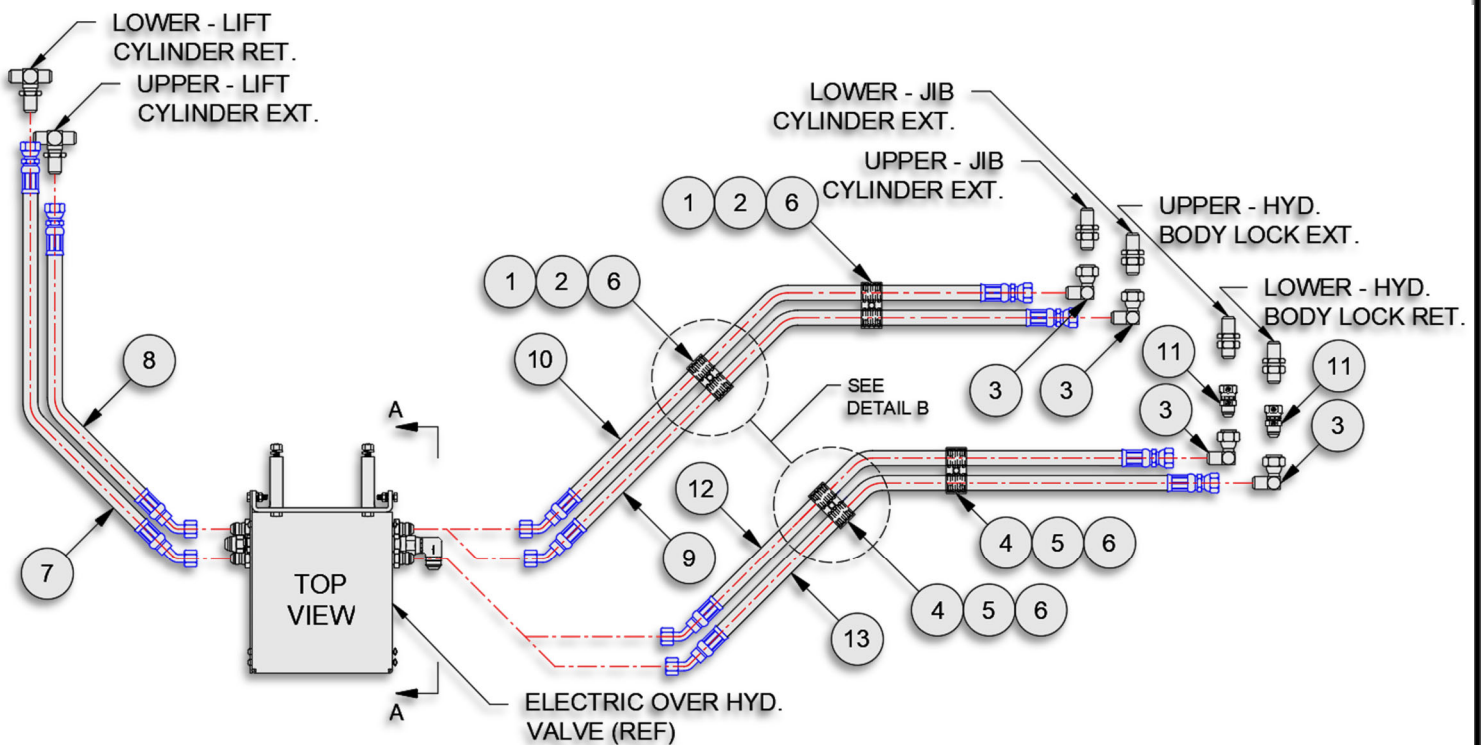 LOWER - LIFT
CYLINDER RET.
UPPER - LIFT
CYLINDER EXT.
LOWER - JIB
CYLINDER EXT.
UPPER - JIB
CYLINDER EXT.
UPPER - HYD.
BODY LOCK EXT.
LOWER - HYD.
BODY LOCK RET.
1 2 6
1 2 6
8
10
3
3
11
11
3
3
SEE
DETAIL B
A
12
9
7
4 5 6
4 5 6
13
TOP
VIEW
A
ELECTRIC OVER HYD.
VALVE (REF)